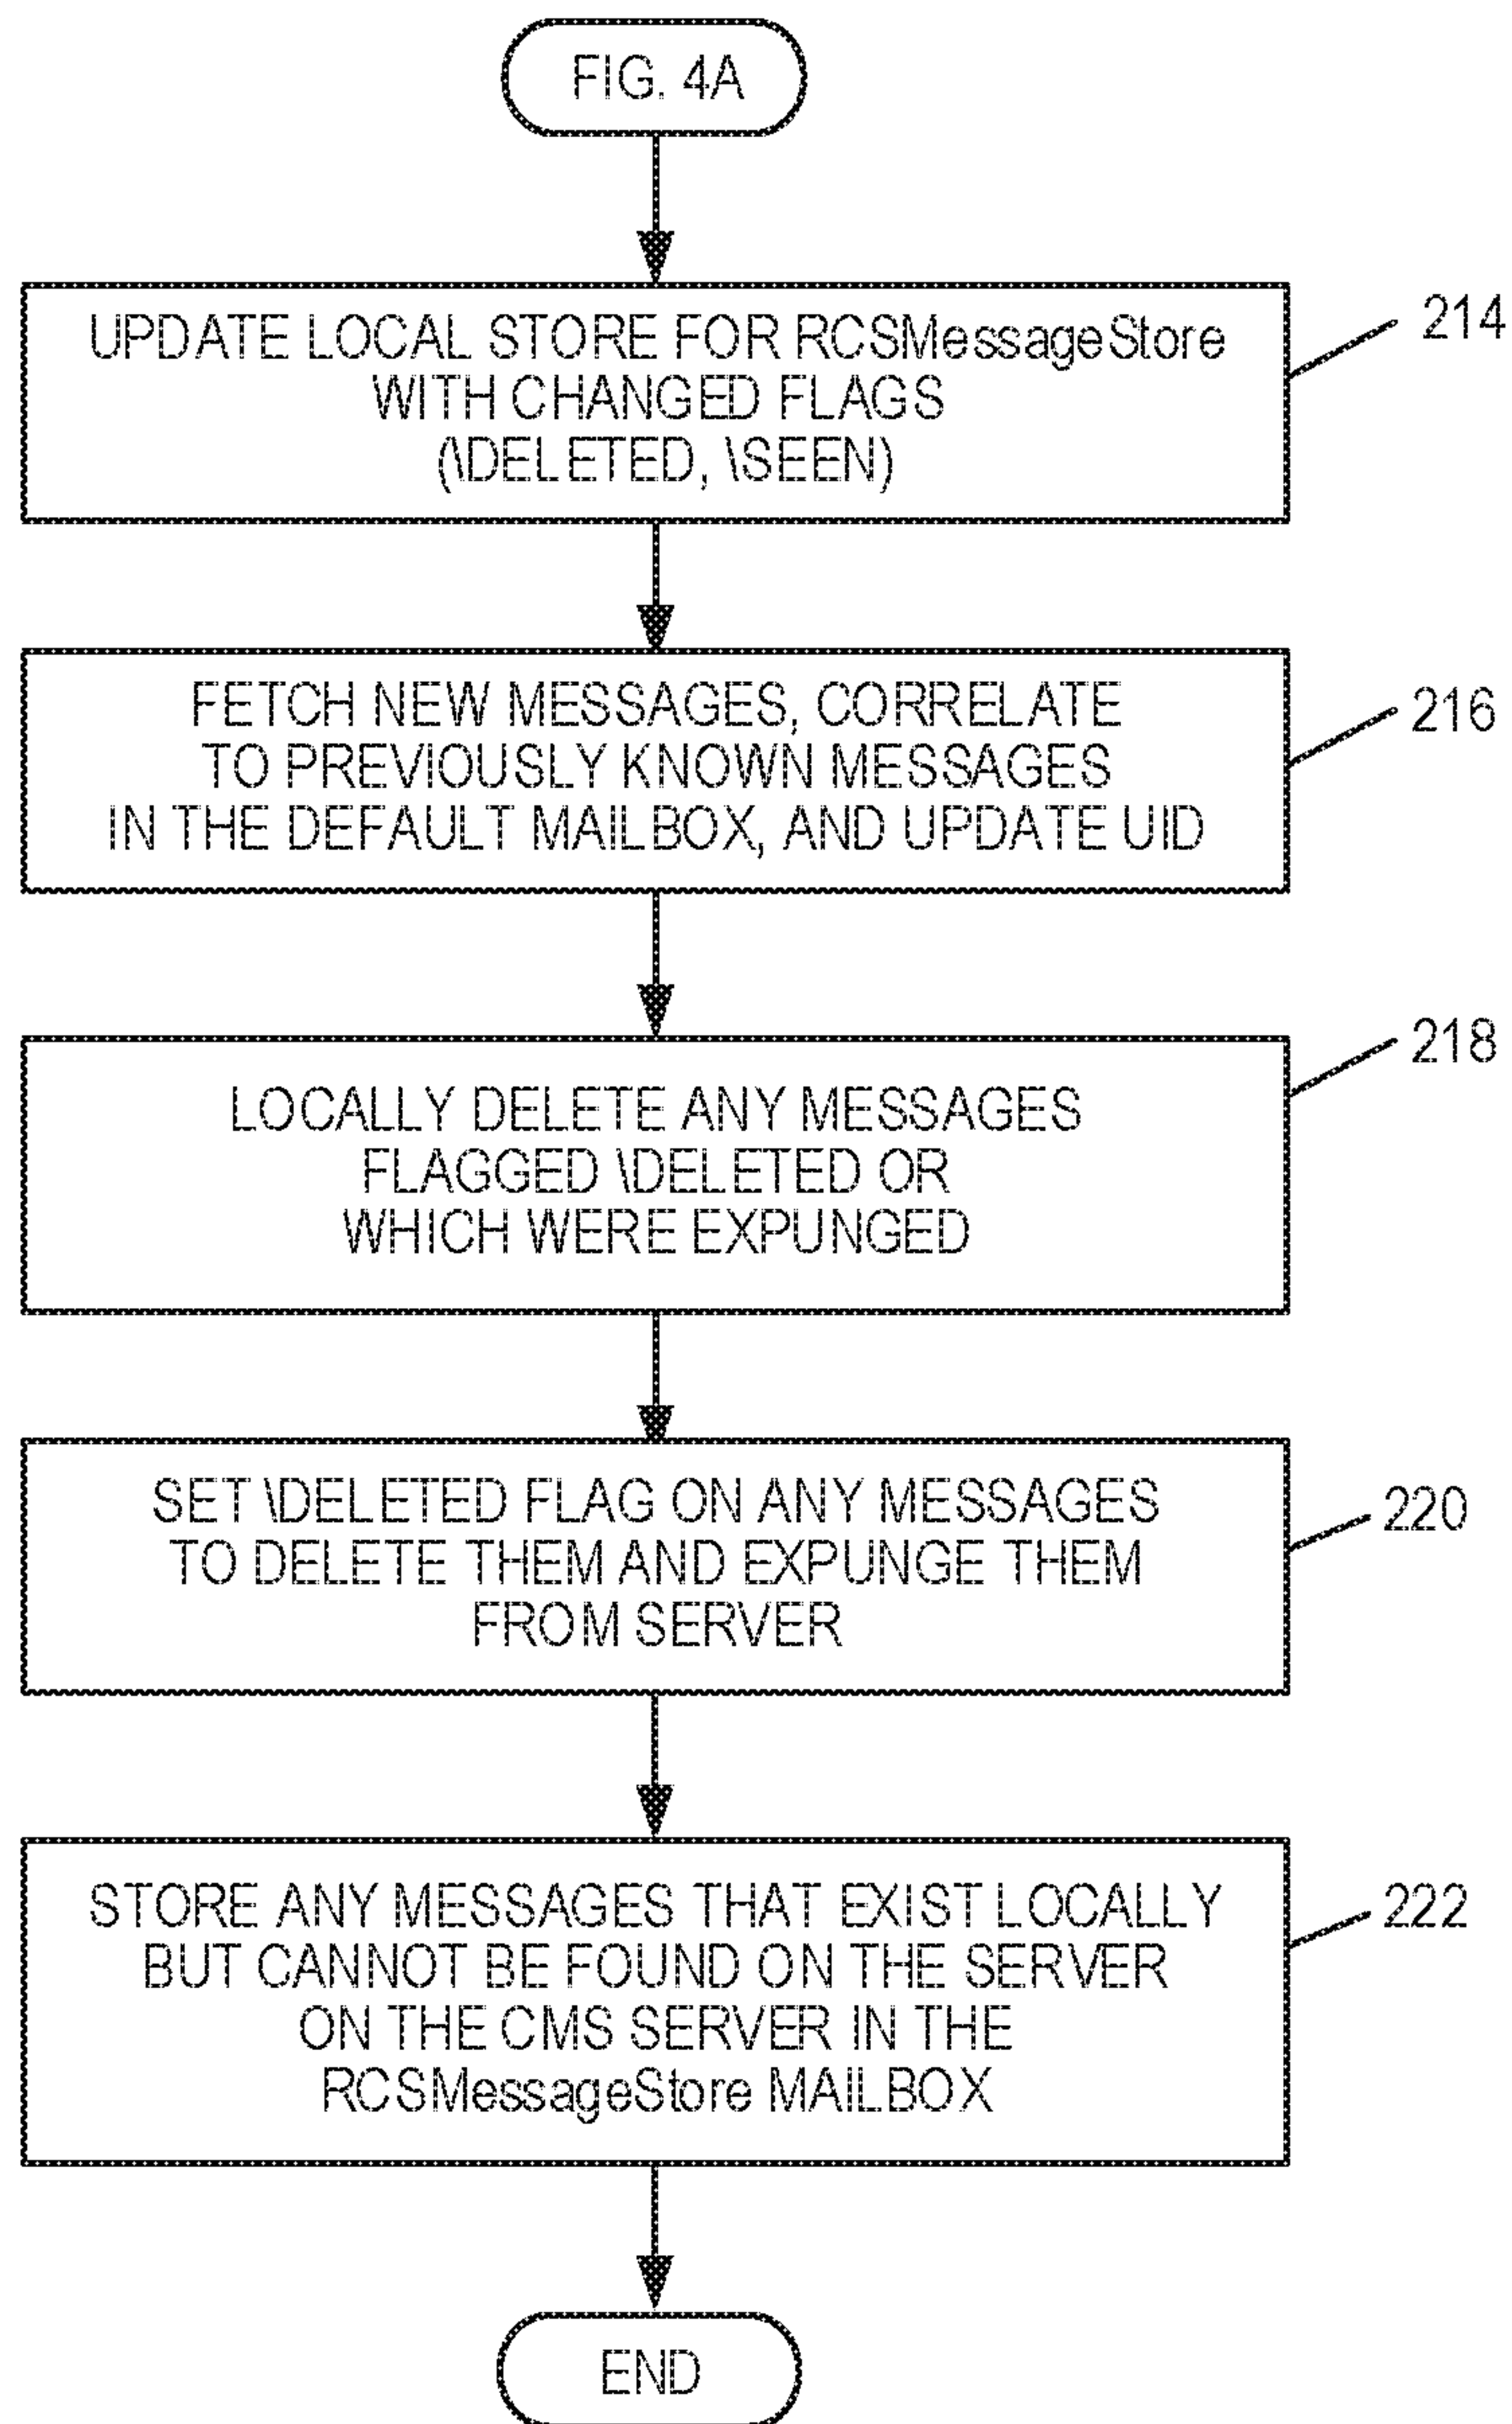 FIG. 4A
UPDATE LOCAL STORE FOR RCSMessageStore
WITH CHANGED FLAGS
(\DELETED, \SEEN)
214
FETCH NEW MESSAGES, CORRELATE
TO PREVIOUSLY KNOWN MESSAGES
IN THE DEFAULT MAILBOX, AND UPDATE UID
216
LOCALLY DELETE ANY MESSAGES
FLAGGED \DELETED OR
WHICH WERE EXPUNGED
218
SET \DELETED FLAG ON ANY MESSAGES
TO DELETE THEM AND EXPUNGE THEM
FROM SERVER
220
STORE ANY MESSAGES THAT EXIST LOCALLY
BUT CANNOT BE FOUND ON THE SERVER
ON THE CMS SERVER IN THE
RCSMessageStore MAILBOX
222
END